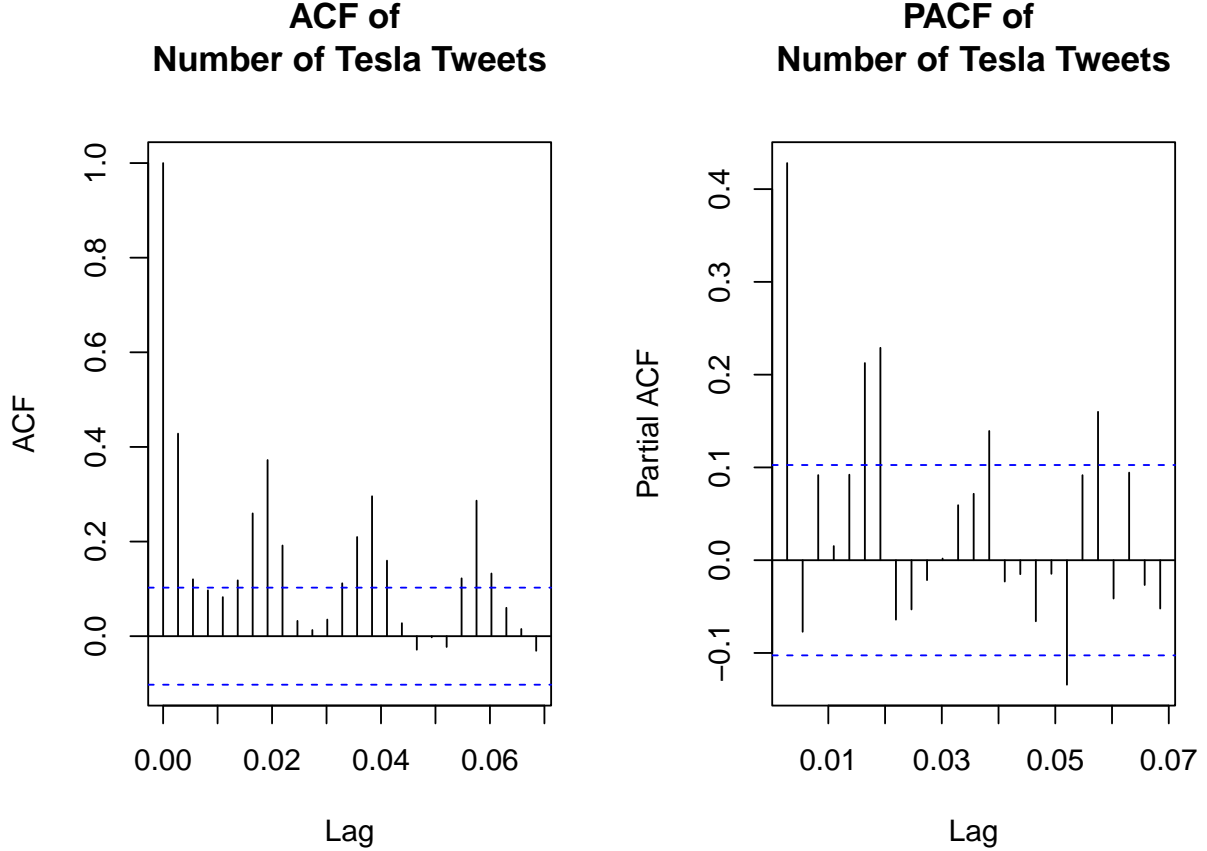 ACF of
Number of Tesla Tweets
ACF
1.0
0.8
0.6
0.4
0.2
0.0
0.00 0.02 0.04 0.06
Lag
PACF of
Number of Tesla Tweets
Partial ACF
0.4
0.3
0.2
0.1
0.0
−0.1
0.01 0.03 0.05 0.07
Lag